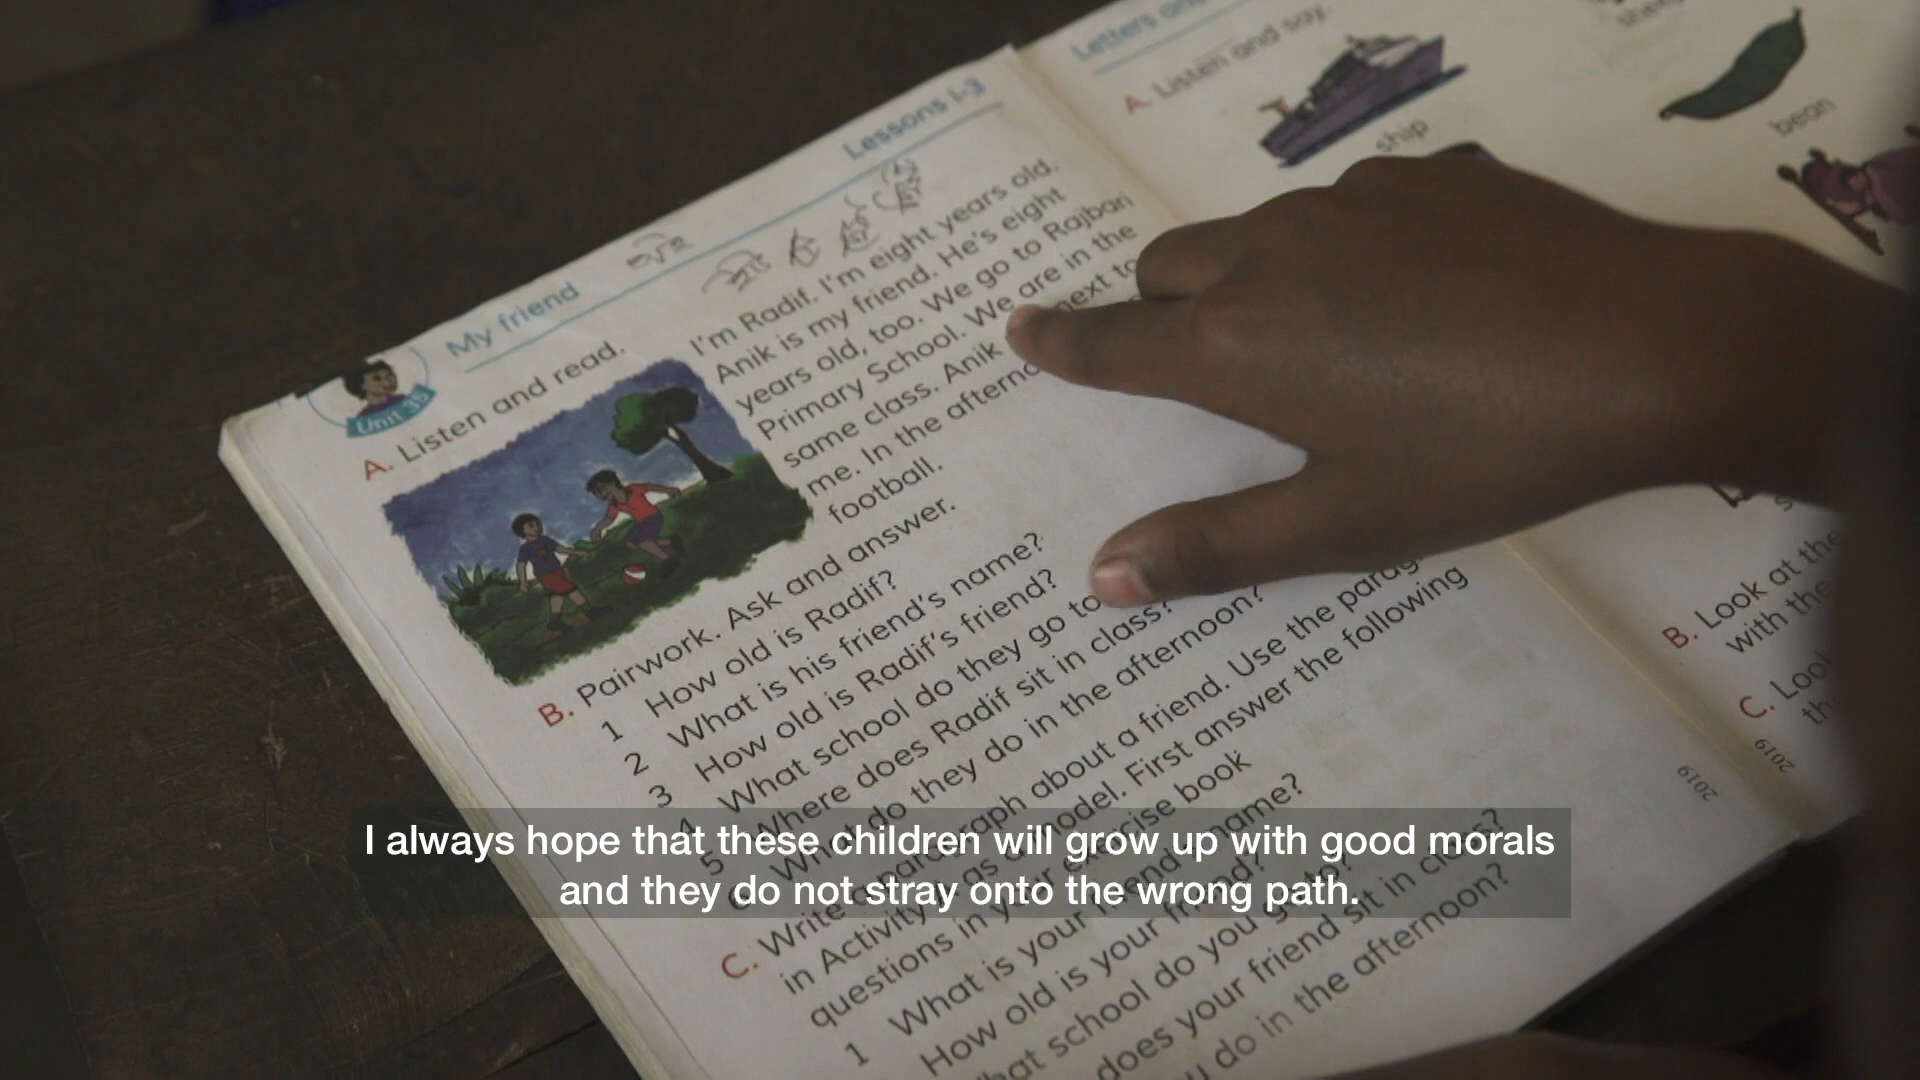 My friend
Lessons 1-3
Unit 35
A. Listen and read.
I'm Radif. I'm eight years old.
Anik is my friend. He's eight
years old, too. We go to Rajbari
Primary School. We are in the
same class. Anik next to
me. In the
football.
B. Pairwork. Ask and answer.
1 How old is Radif?
2 What is his friend's name?
3 How old is Radif's friend?
4 What school do they go to
5 Where does Radif sit in class?
6 What do they do in the afternoon?
C. Write a paragraph about a friend. Use the
in Activity as a model. First answer the following
questions in your exercise book
1 What is your friend's name?
How old is your friend?
school do you go to?
does your friend sit in class?
do in the afternoon?
2019
Letters
A. Listen and say.
ship
sheep
bean
B. Look at the
with the
C.
2019
I always hope that these children will grow up with good morals
and they do not stray onto the wrong path.